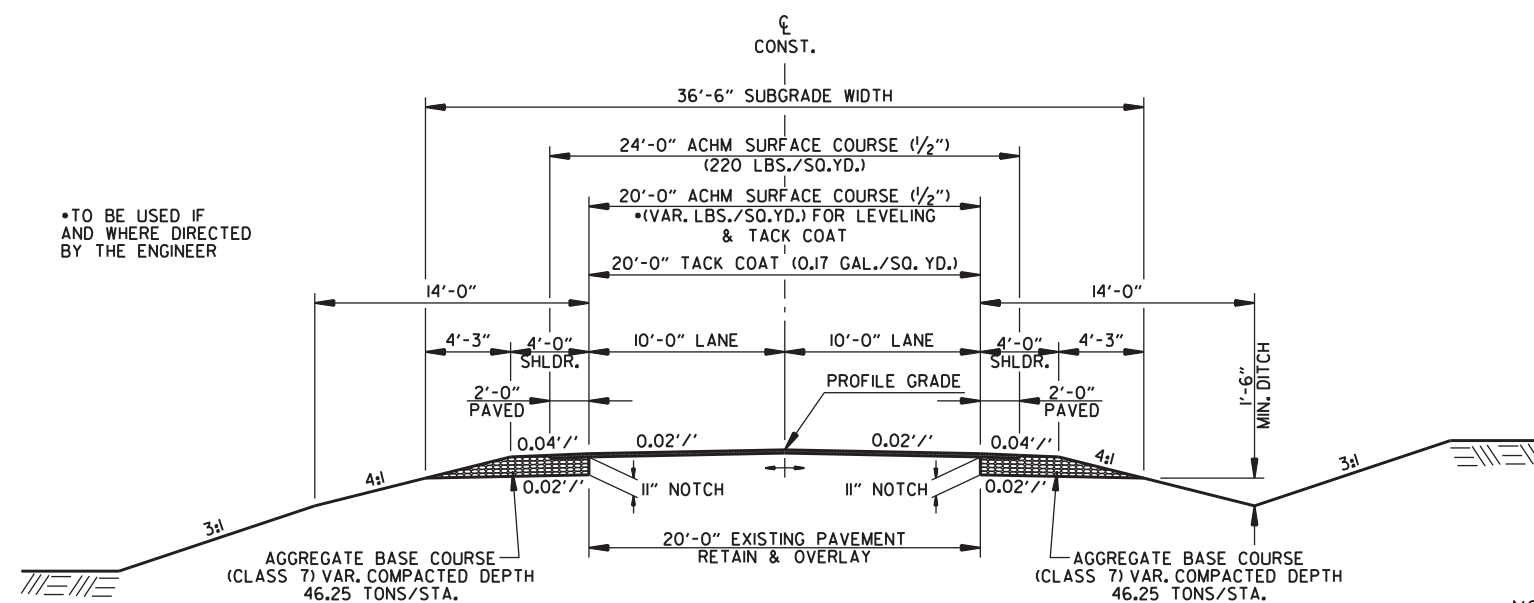 ℄
CONST.
36'-6" SUBGRADE WIDTH
24'-0" ACHM SURFACE COURSE (1/2")
(220 LBS./SQ.YD.)
20'-0" ACHM SURFACE COURSE (1/2")
•(VAR. LBS./SQ.YD.) FOR LEVELING
& TACK COAT
•TO BE USED IF
AND WHERE DIRECTED
BY THE ENGINEER
20'-0" TACK COAT (0.17 GAL./SQ. YD.)
14'-0"
14'-0"
4'-3"
4'-0"
SHLDR.
10'-0" LANE
10'-0" LANE
4'-0"
SHLDR.
4'-3"
2'-0"
PAVED
PROFILE GRADE
2'-0"
PAVED
1'-6"
MIN. DITCH
0.04'/'
0.02'/'
0.02'/'
0.04'/'
4:1
4:1
3:1
0.02'/'
11" NOTCH
11" NOTCH
0.02'/'
3:1
20'-0" EXISTING PAVEMENT
RETAIN & OVERLAY
AGGREGATE BASE COURSE
(CLASS 7) VAR. COMPACTED DEPTH
46.25 TONS/STA.
AGGREGATE BASE COURSE
(CLASS 7) VAR. COMPACTED DEPTH
46.25 TONS/STA.